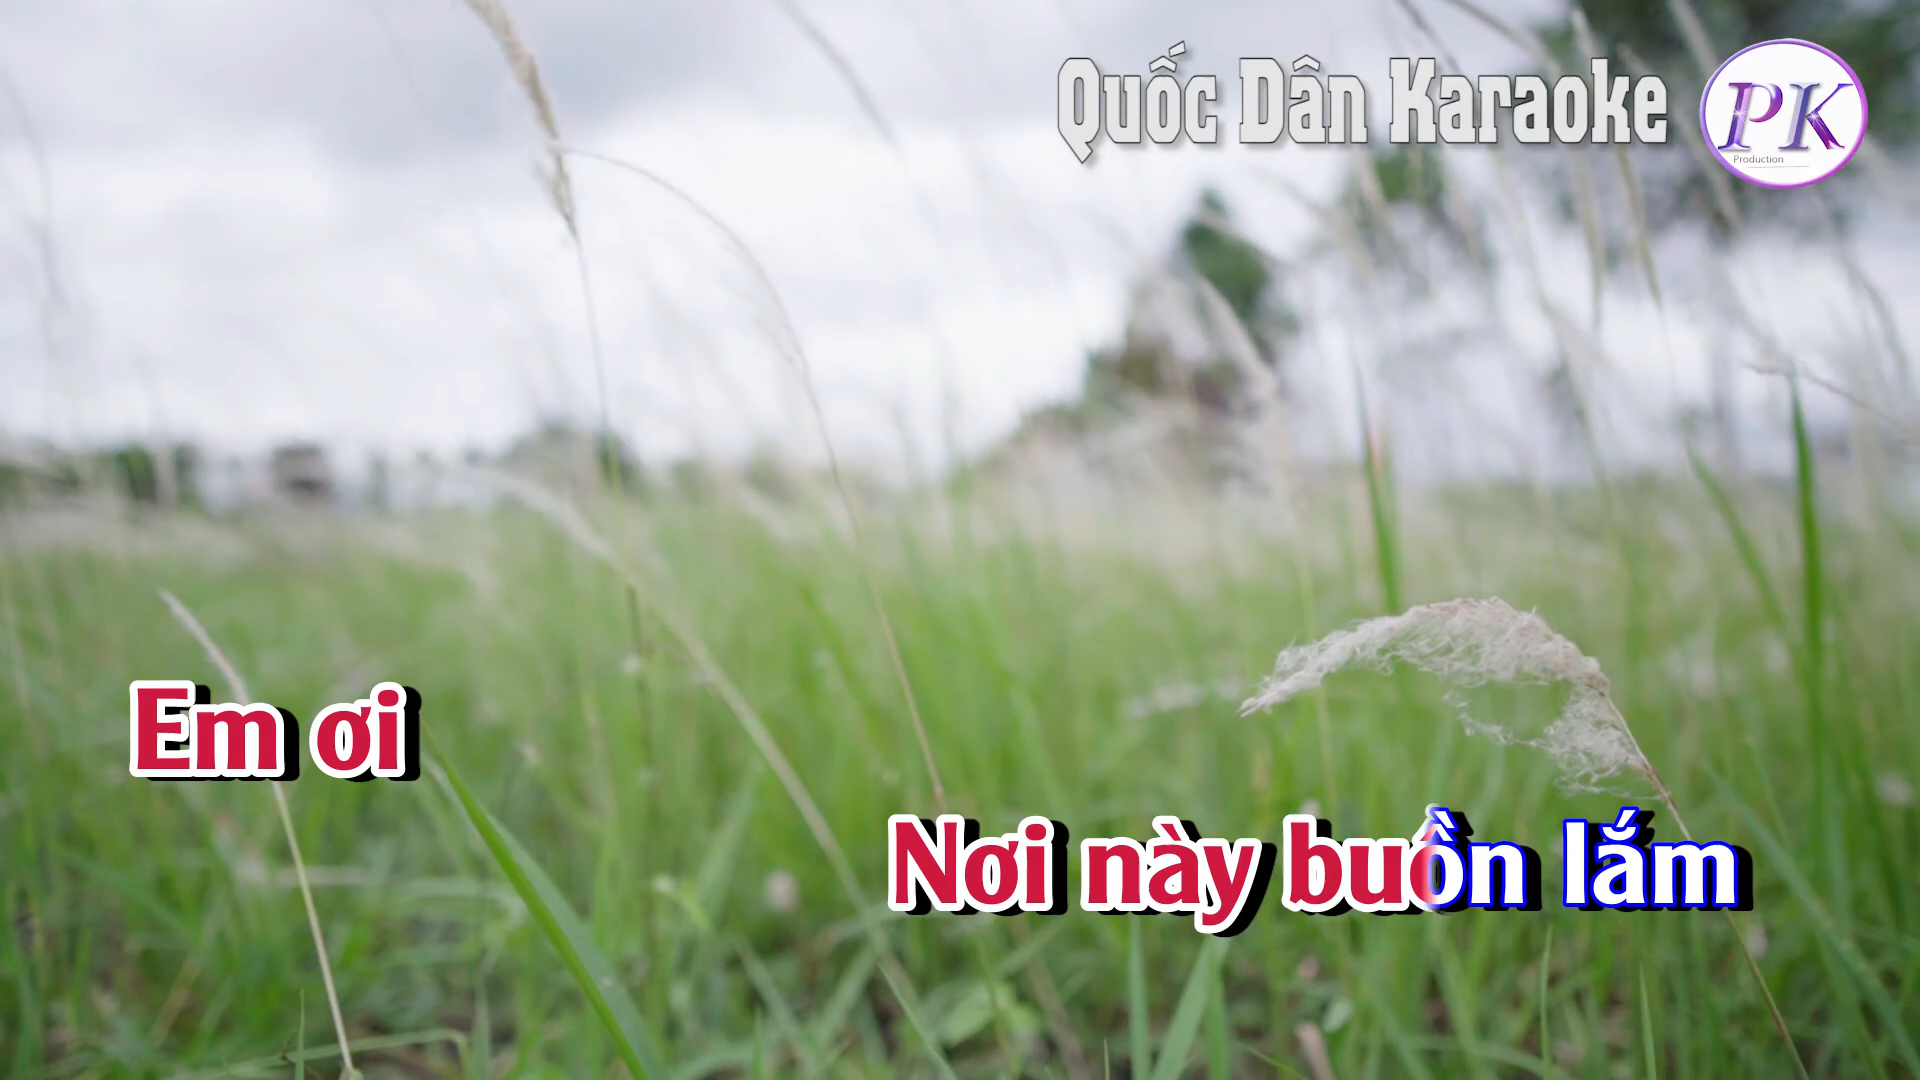 Quốc Dân Karaoke
PK
Production
Em ơi
Nơi này buồn lắm